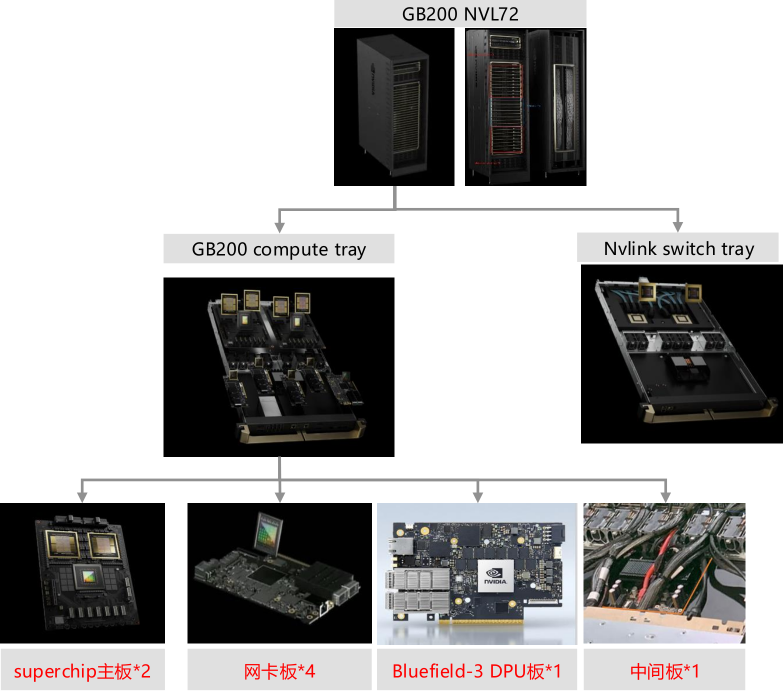 GB200 NVL72
GB200 compute tray
Nvlink switch tray
NVIDIA
superchip主板*2
网卡板*4
Bluefield-3 DPU板*1
中间板*1